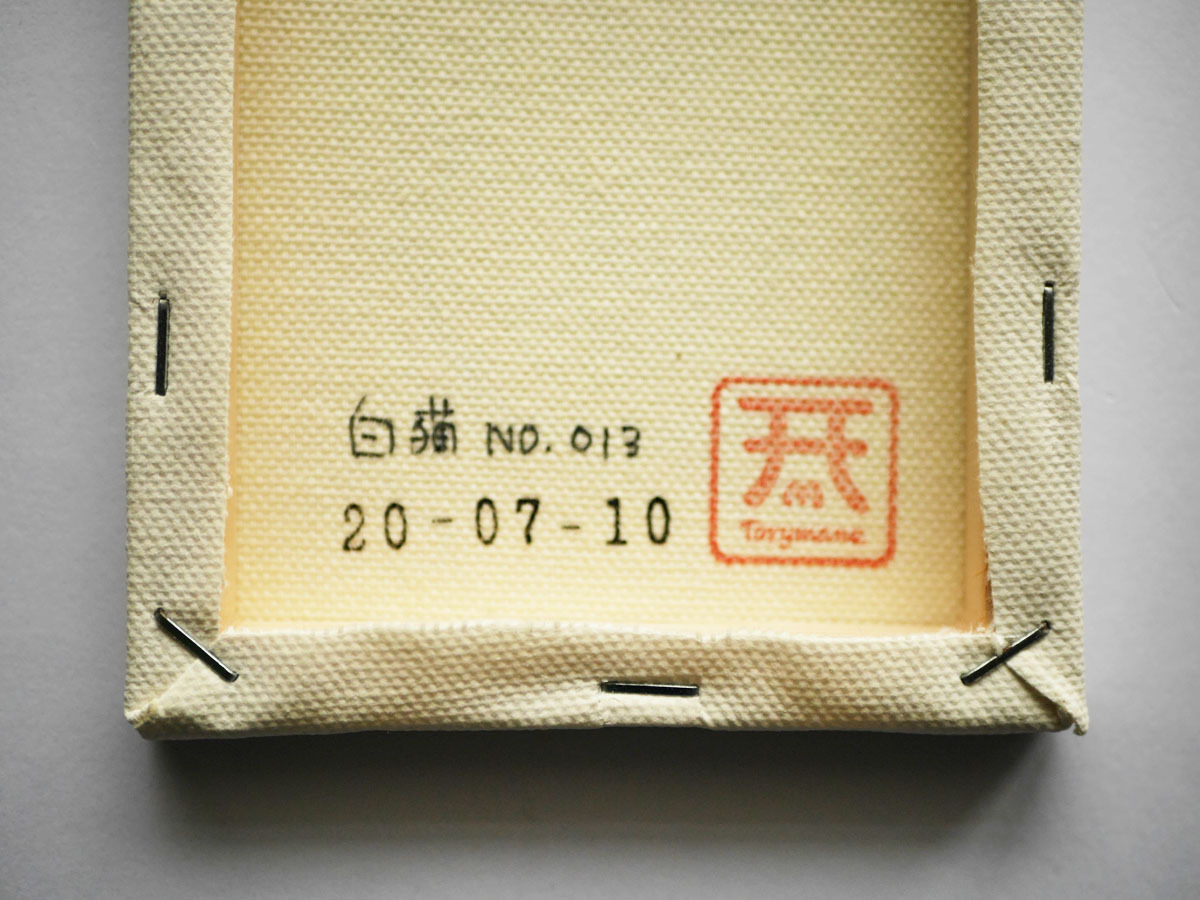 白猫 NO. 013
20-07-10
Torymane